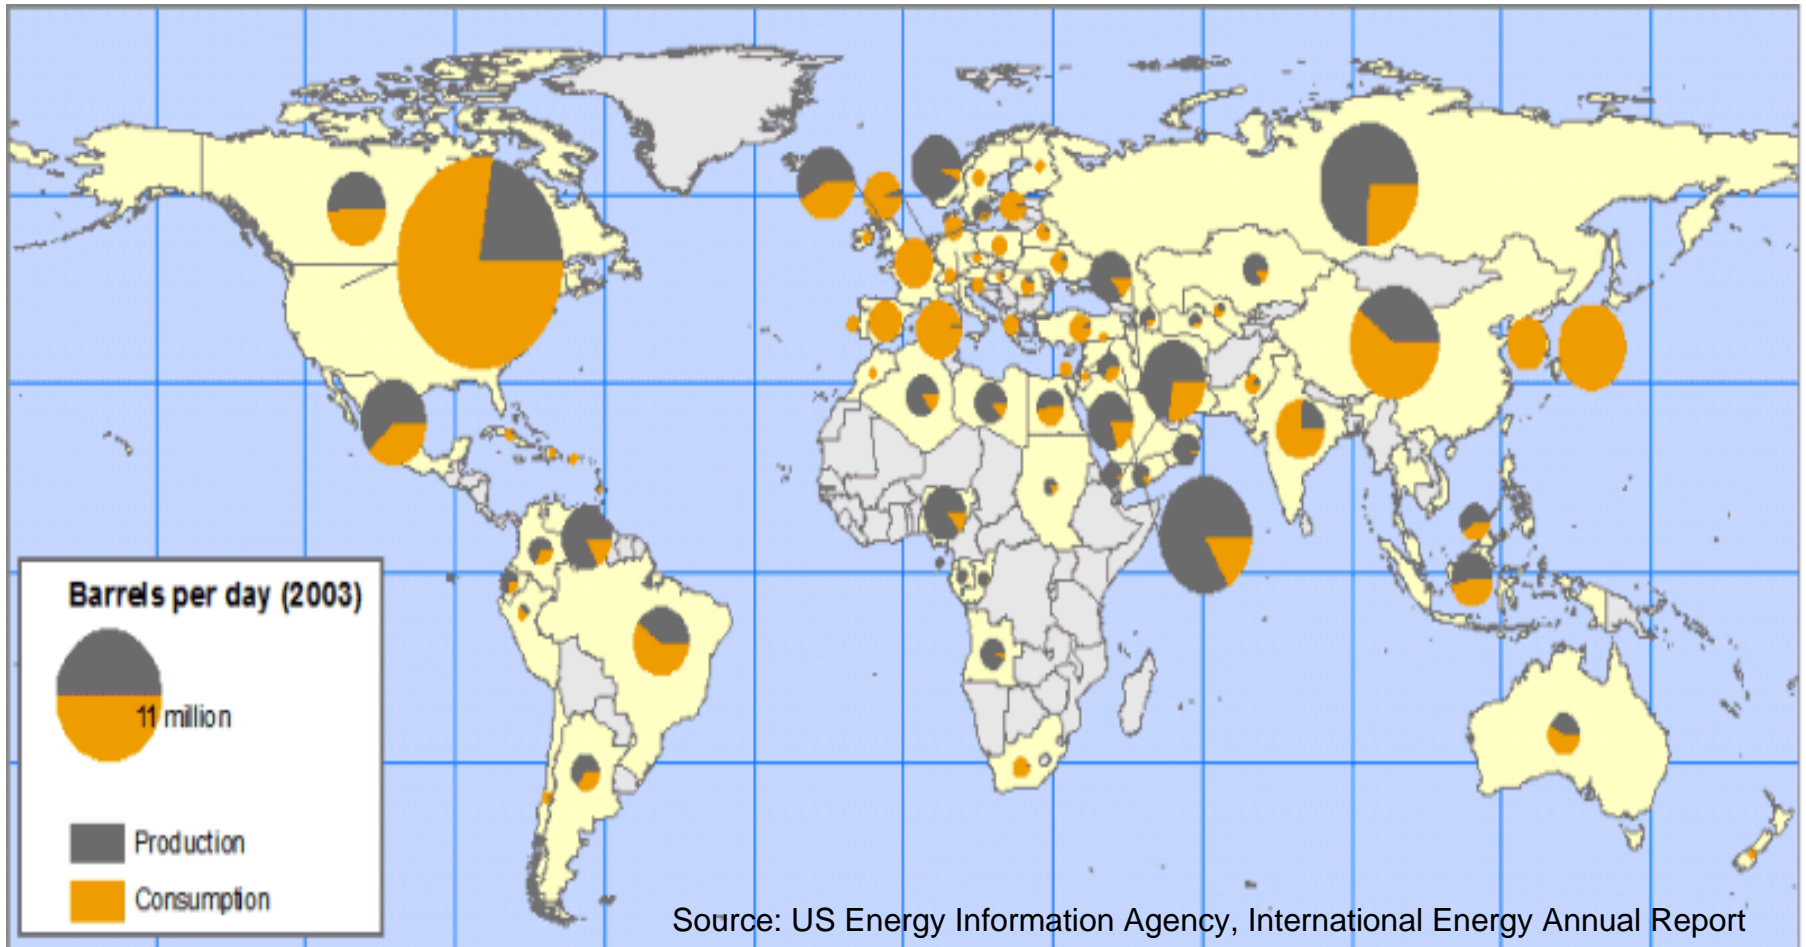 Barrels per day (2003)
11 million
Production
Consumption
Source: US Energy Information Agency, International Energy Annual Report